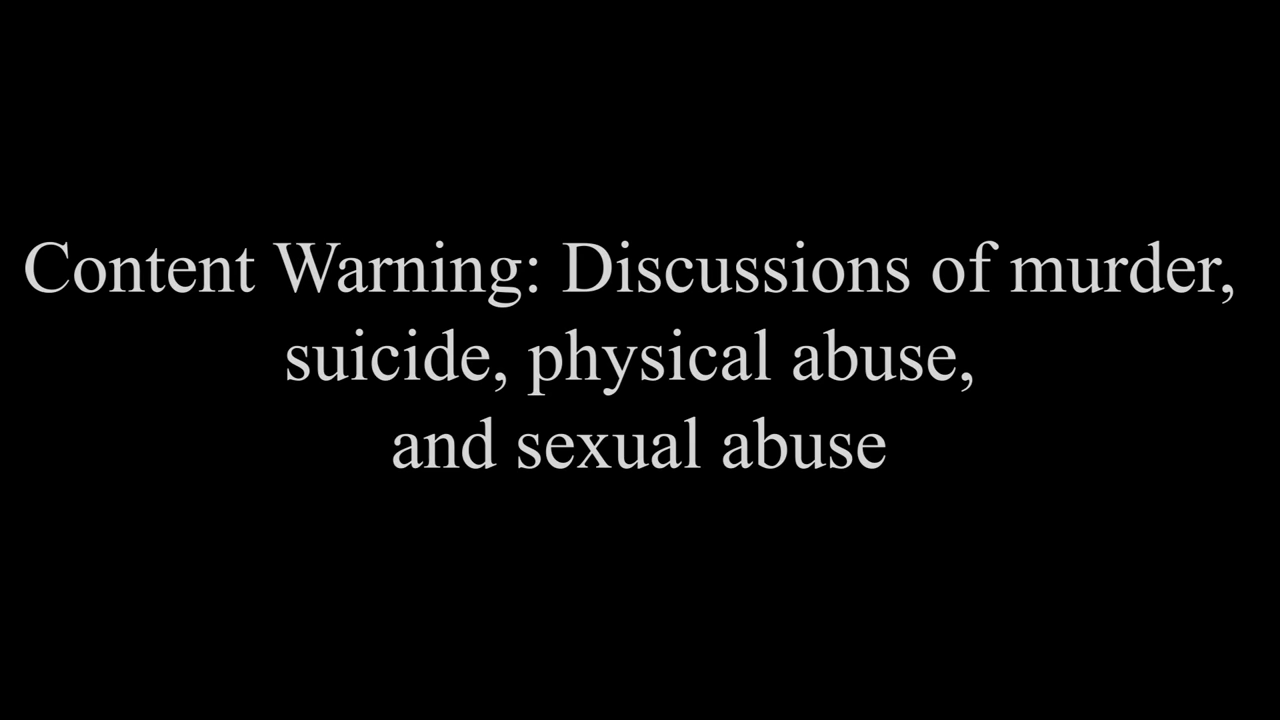 Content Warning: Discussions of murder,
suicide, physical abuse,
and sexual abuse